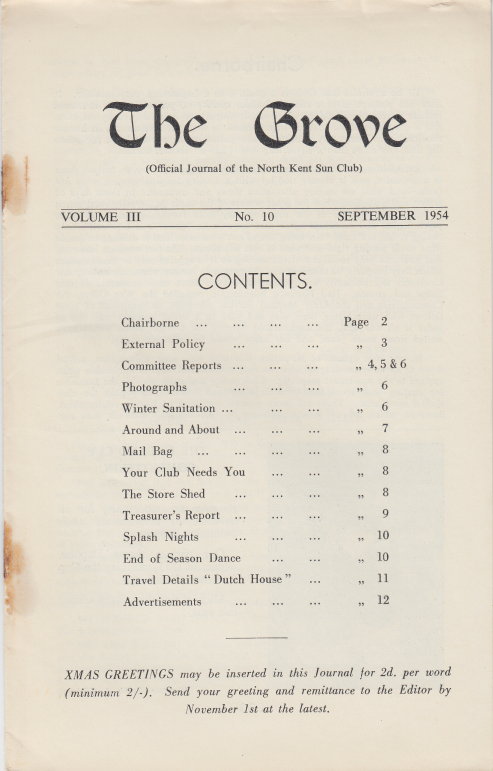 The Grove
(Official Journal of the North Kent Sun Club)
VOLUME III No. 10 SEPTEMBER 1954
CONTENTS.
Chairborne ... ... ... ... Page 2
External Policy ... ... ... „ 3
Committee Reports ... ... ... „ 4, 5 & 6
Photographs ... ... ... „ 6
Winter Sanitation ... ... ... „ 6
Around and About ... ... ... „ 7
Mail Bag ... ... ... ... „ 8
Your Club Needs You ... ... „ 8
The Store Shed ... ... ... „ 8
Treasurer's Report ... ... ... „ 9
Splash Nights ... ... ... „ 10
End of Season Dance ... ... „ 10
Travel Details “Dutch House” ... „ 11
Advertisements ... ... ... „ 12
XMAS GREETINGS may be inserted in this Journal for 2d. per word
(minimum 2/-). Send your greeting and remittance to the Editor by
November 1st at the latest.